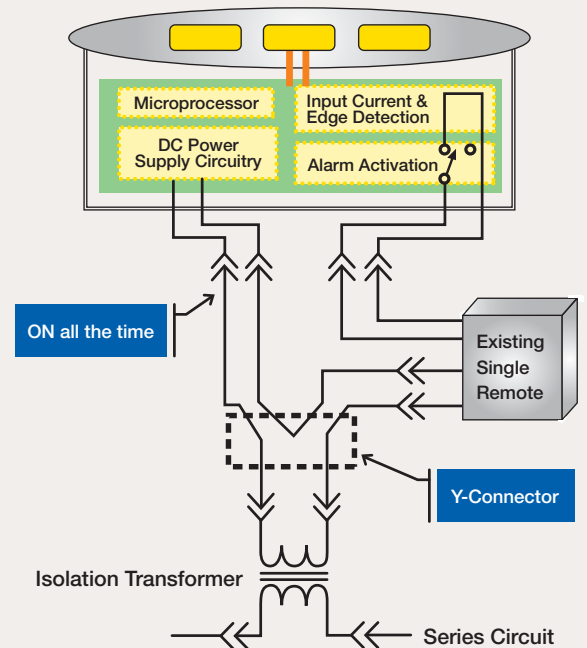 Microprocessor
Input Current &
Edge Detection
DC Power
Supply Circuitry
Alarm Activation
ON all the time
Existing
Single
Remote
Y-Connector
Isolation Transformer
Series Circuit